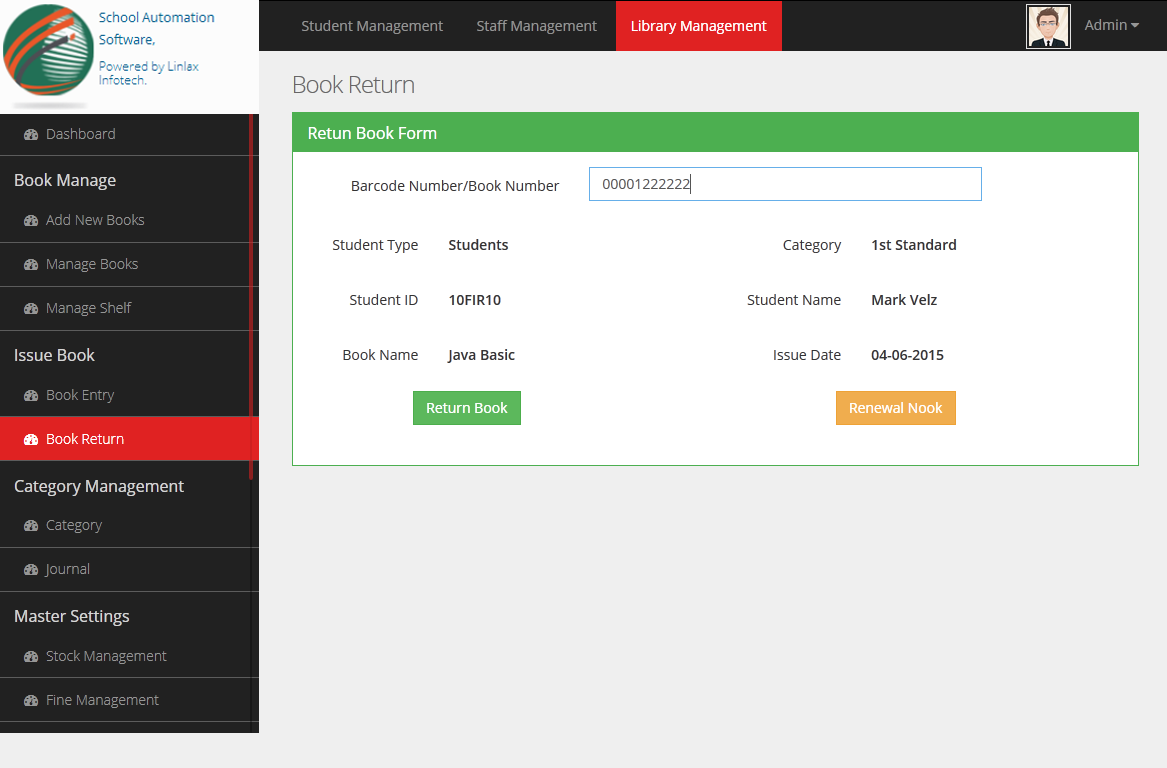 School Automation
Software,
Powered by Linlax
Infotech.
Student Management Staff Management Library Management Admin
Dashboard
Book Manage
Add New Books
Manage Books
Manage Shelf
Issue Book
Book Entry
Book Return
Category Management
Category
Journal
Master Settings
Stock Management
Fine Management
Book Return
Retun Book Form
Barcode Number/Book Number 00001222222
Student Type Students Category 1st Standard
Student ID 10FIR10 Student Name Mark Velz
Book Name Java Basic Issue Date 04-06-2015
Return Book Renewal Nook